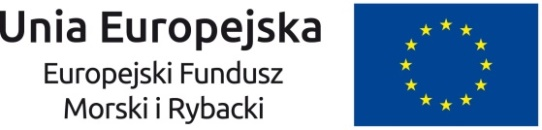 Unia Europejska
Europejski Fundusz
Morski i Rybacki